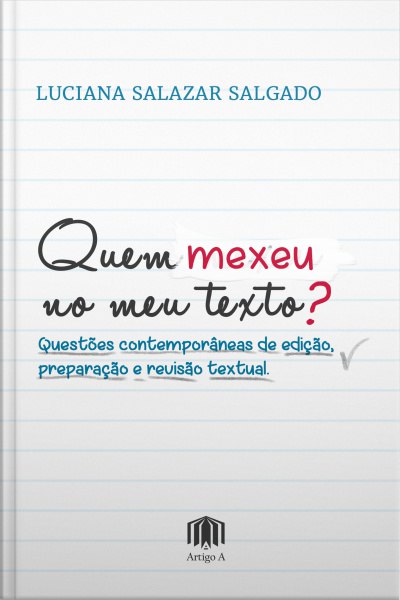 LUCIANA SALAZAR SALGADO
Quem mexeu
no meu texto?
Questões contemporâneas de edição,
preparação e revisão textual.
Artigo A